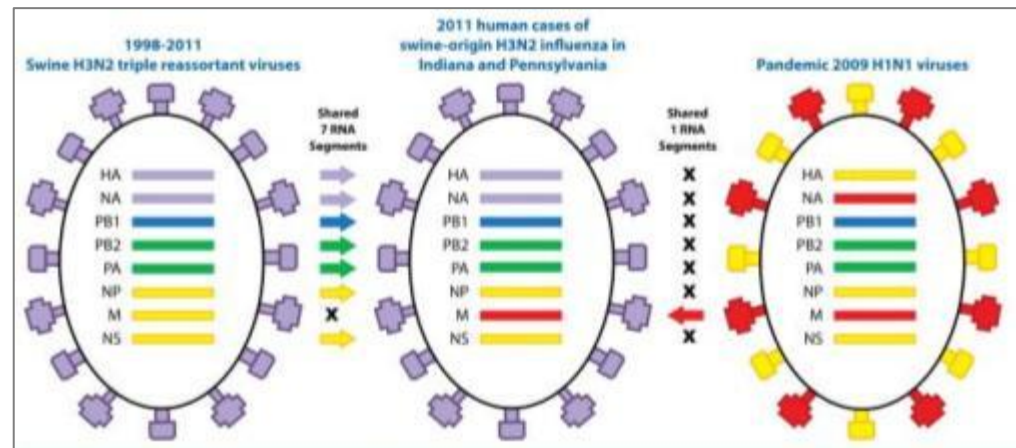 1998-2011
Swine H3N2 triple reassortant viruses
2011 human cases of
swine-origin H3N2 influenza in
Indiana and Pennsylvania
Pandemic 2009 H1N1 viruses
Shared
7 RNA
Segments
Shared
1 RNA
Segments
HA
NA
PB1
PB2
PA
NP
M
NS
X
HA
NA
PB1
PB2
PA
NP
M
NS
X
X
X
X
X
X
X
HA
NA
PB1
PB2
PA
NP
M
NS